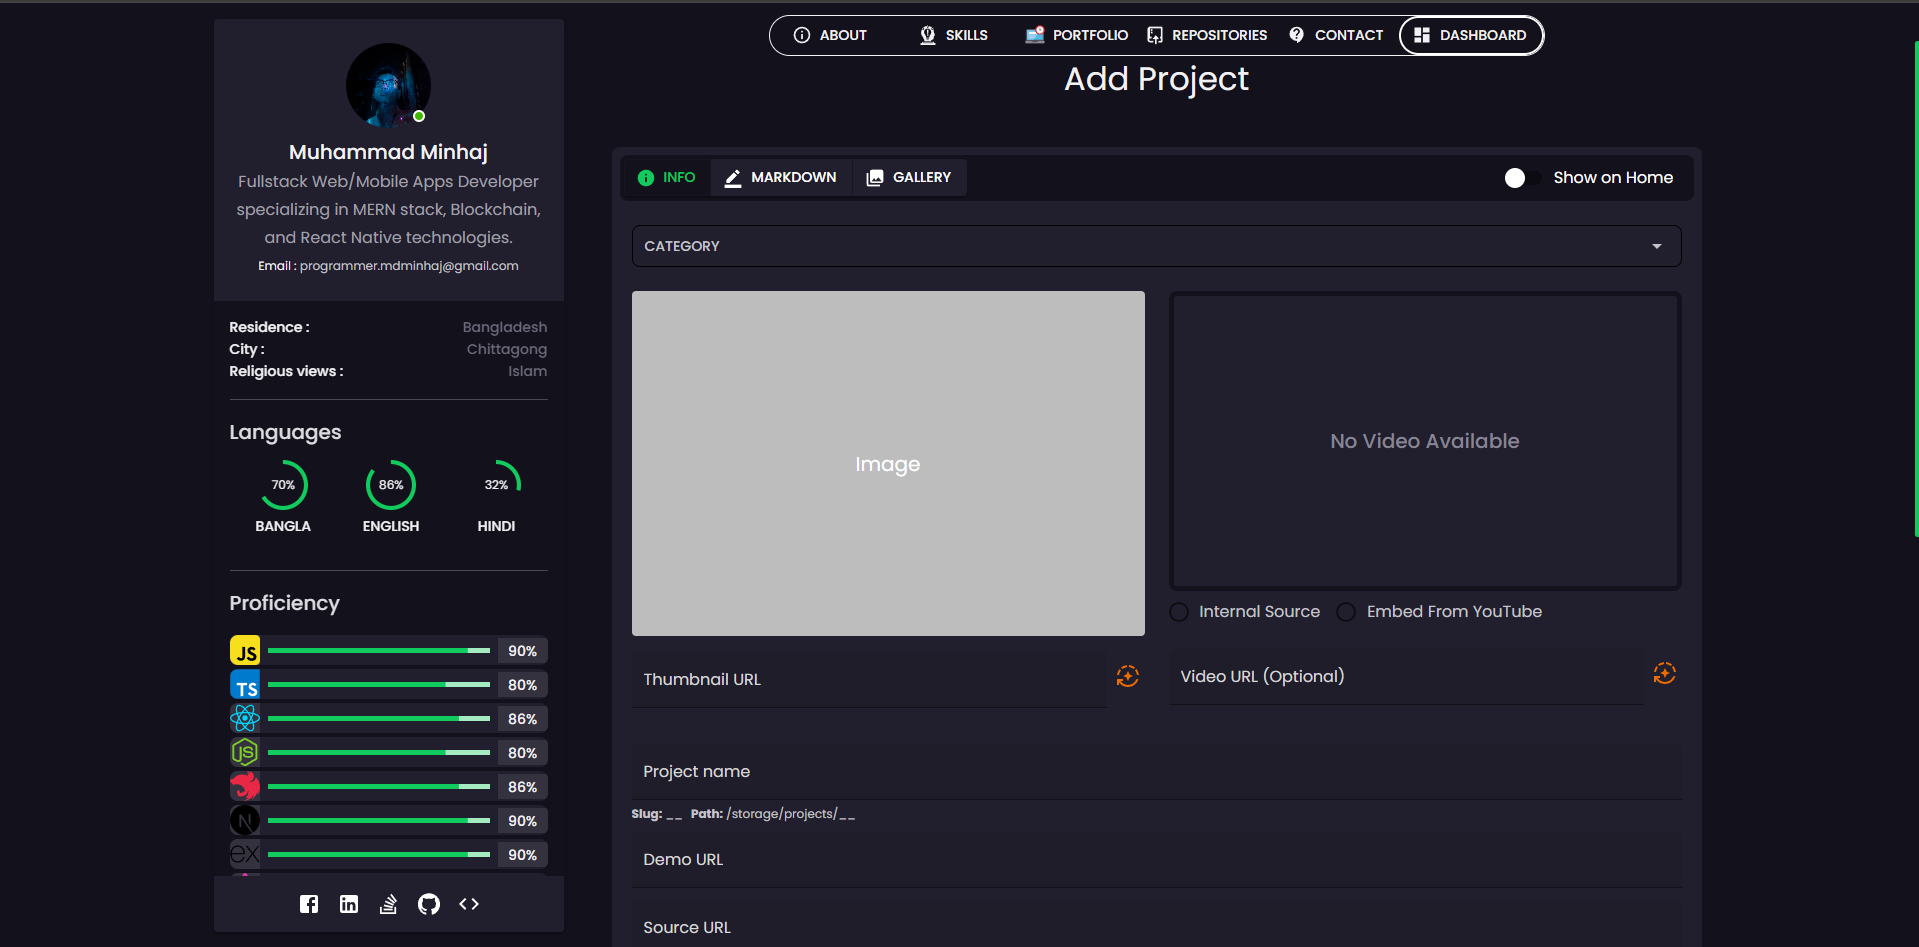 ABOUT SKILLS PORTFOLIO REPOSITORIES CONTACT DASHBOARD
Add Project
Muhammad Minhaj
Fullstack Web/Mobile Apps Developer
specializing in MERN stack, Blockchain,
and React Native technologies.
Email : programmer.mdminhaj@gmail.com
Residence : Bangladesh
City : Chittagong
Religious views : Islam
Languages
70% 86% 32%
BANGLA ENGLISH HINDI
Proficiency
JS 90%
TS 80%
86%
JS 80%
86%
N 90%
ex 90%
INFO MARKDOWN GALLERY Show on Home
CATEGORY
Image
No Video Available
Internal Source Embed From YouTube
Thumbnail URL
Video URL (Optional)
Project name
Slug: __ Path: /storage/projects/__
Demo URL
Source URL